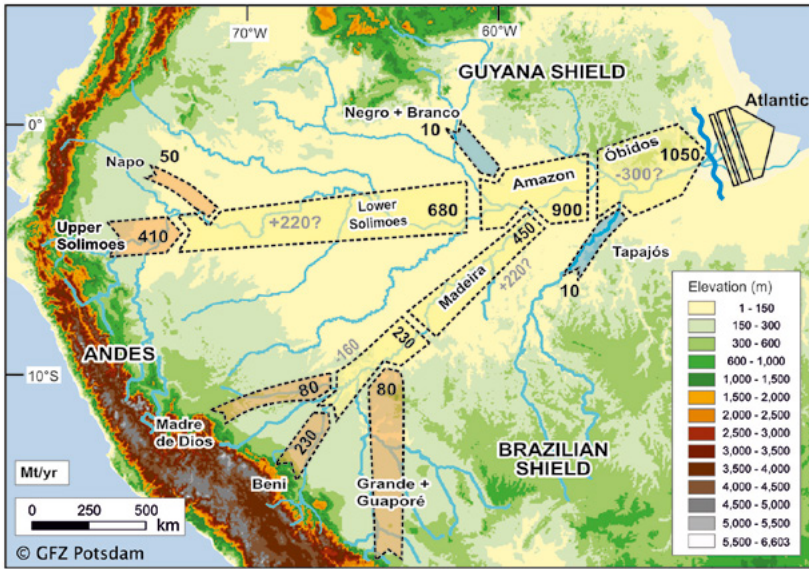 70°W
60°W
GUYANA SHIELD
Atlantic
Negro + Branco
10
0°
Napo
50
Óbidos
1050
-300?
Amazon
900
Lower
Solimoes
680
+220?
Upper
Solimoes
410
Tapajós
10
Madeira
450
+220?
230
-160
ANDES
10°S
80
Madre
de Dios
230
Beni
80
Grande +
Guaporé
BRAZILIAN
SHIELD
Mt/yr
0 250 500
km
© GFZ Potsdam
Elevation (m)
1 - 150
150 - 300
300 - 600
600 - 1,000
1,000 - 1,500
1,500 - 2,000
2,000 - 2,500
2,500 - 3,000
3,000 - 3,500
3,500 - 4,000
4,000 - 4,500
4,500 - 5,000
5,000 - 5,500
5,500 - 6,603